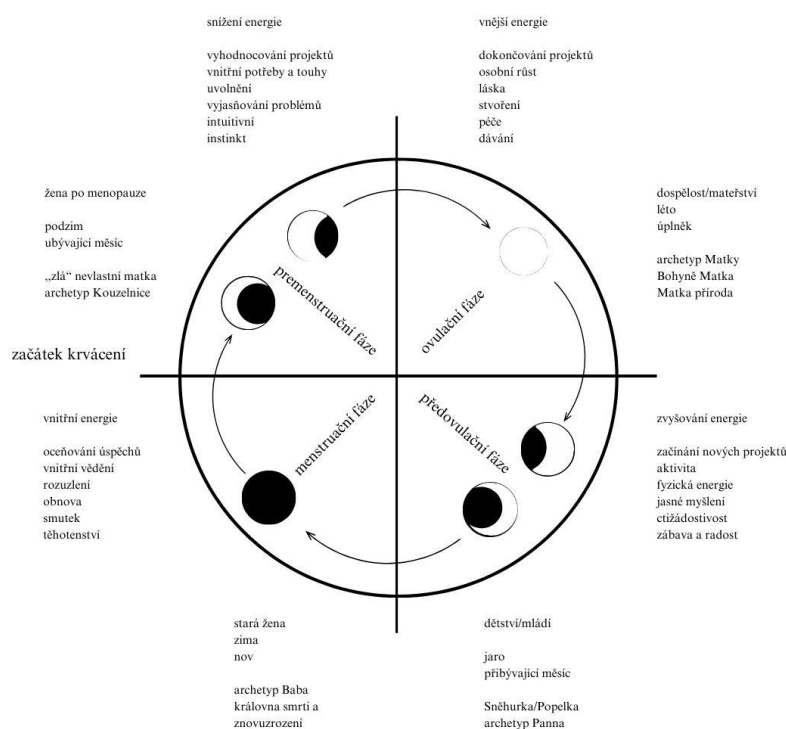 snížení energie
vyhodnocování projektů
vnitřní potřeby a touhy
uvolnění
vyjasňování problémů
intuitivní
instinkt
vnější energie
dokončování projektů
osobní růst
láska
stvoření
péče
dávání
žena po menopauze
podzim
ubývající měsíc
„zlá“ nevlastní matka
archetyp Kouzelnice
dospělost/mateřství
léto
úplněk
archetyp Matky
Bohyně Matka
Matka příroda
premenstruační fáze
ovulační fáze
začátek krvácení
menstruační fáze
předovulační fáze
vnitřní energie
oceňování úspěchů
vnitřní vědění
rozuzlení
obnova
smutek
těhotenství
zvyšování energie
začínání nových projektů
aktivita
fyzická energie
jasné myšlení
ctižádostivost
zábava a radost
stará žena
zima
nov
archetyp Baba
královna smrti a
znovuzrození
dětství/mládí
jaro
přibývající měsíc
Sněhurka/Popelka
archetyp Panna